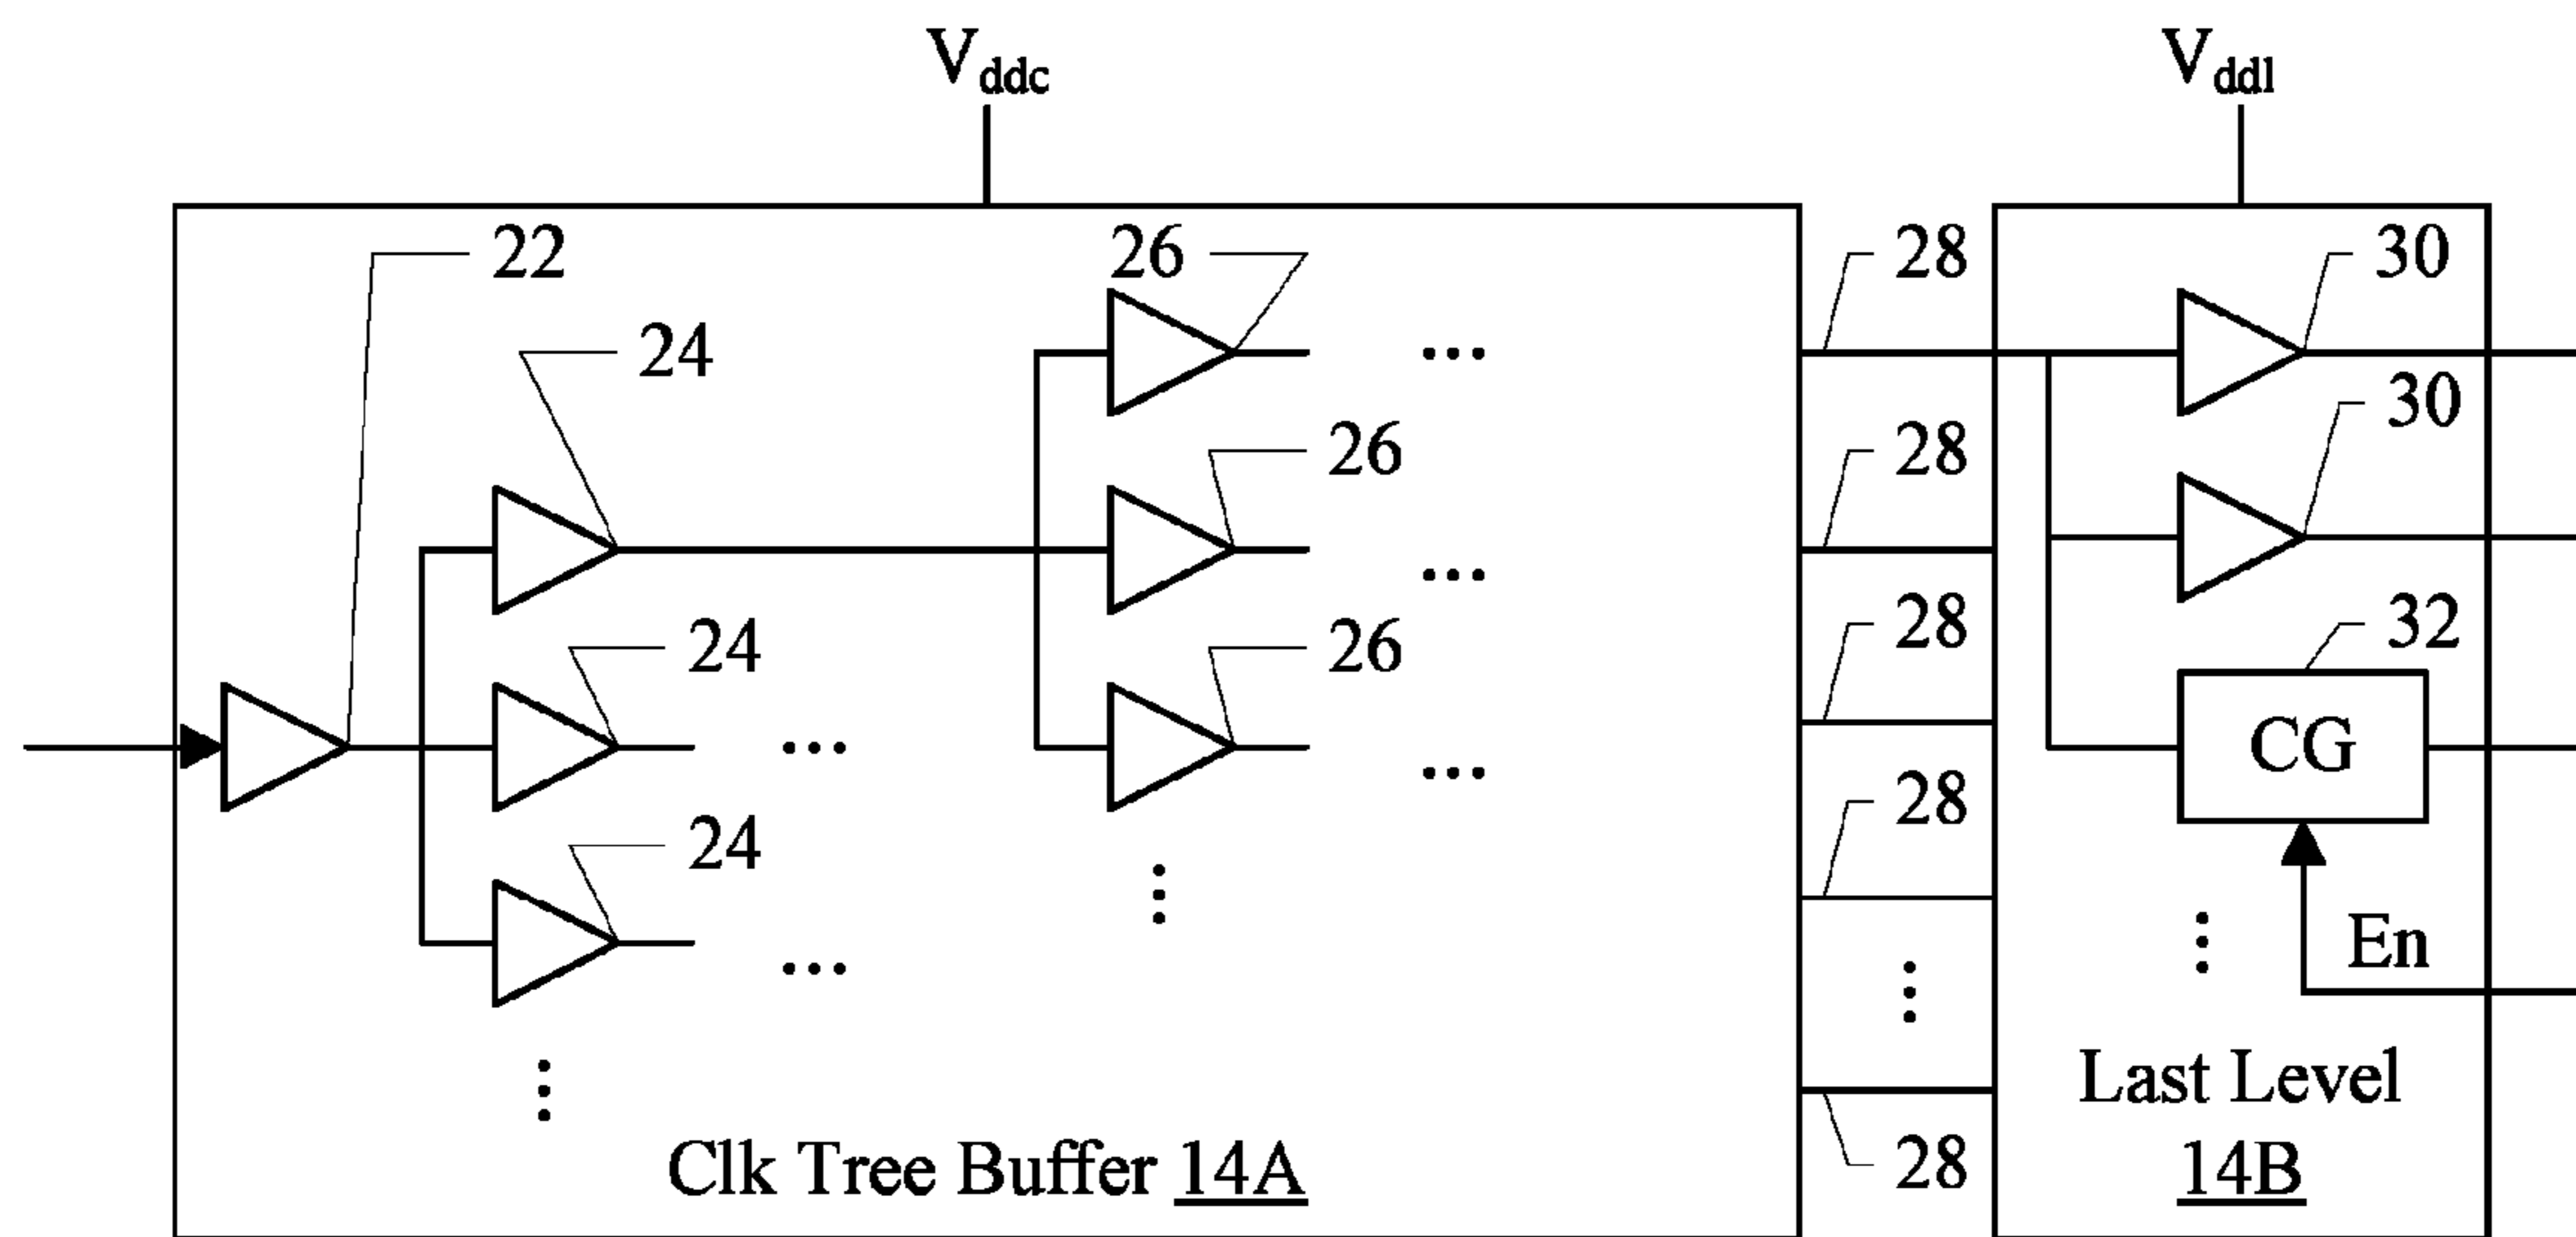 Vddc
Vddl
22
26
28
30
24
30
26
28
24
26
28
32
CG
24
28
En
Last Level
14B
Clk Tree Buffer 14A
28